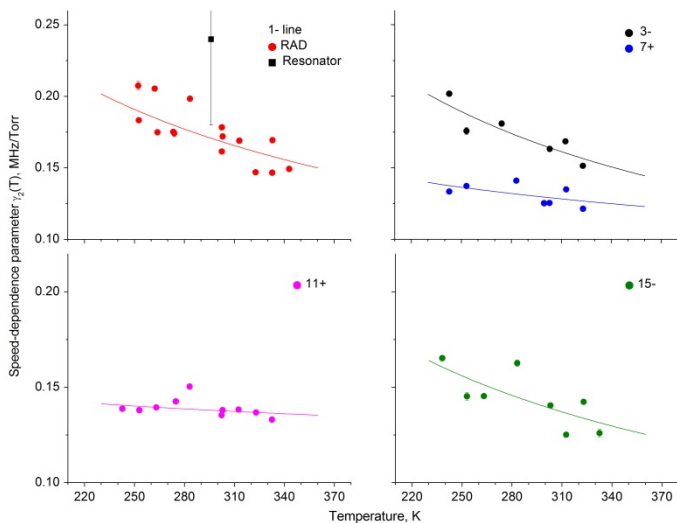 Speed-dependence parameter γ₂(T), MHz/Torr
0.25
0.20
0.15
0.10
1- line
RAD
Resonator
3-
7+
0.20
0.15
0.10
11+
15-
220 250 280 310 340 370
220 250 280 310 340 370
Temperature, K